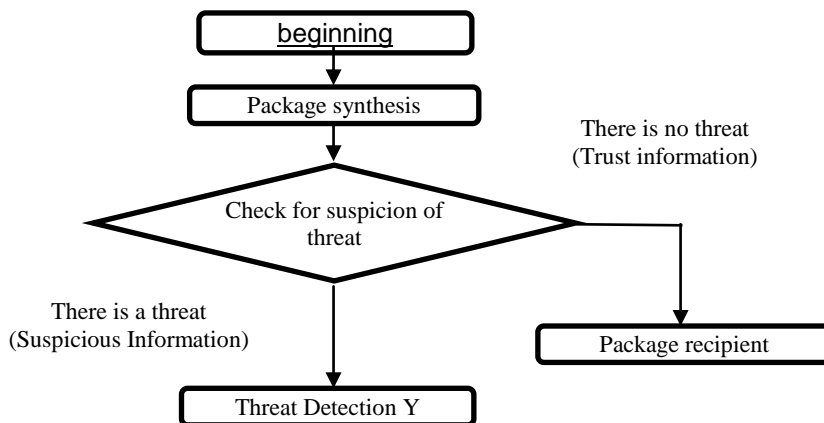 beginning
Package synthesis
There is no threat
(Trust information)
Check for suspicion of
threat
There is a threat
(Suspicious Information)
Package recipient
Threat Detection Y